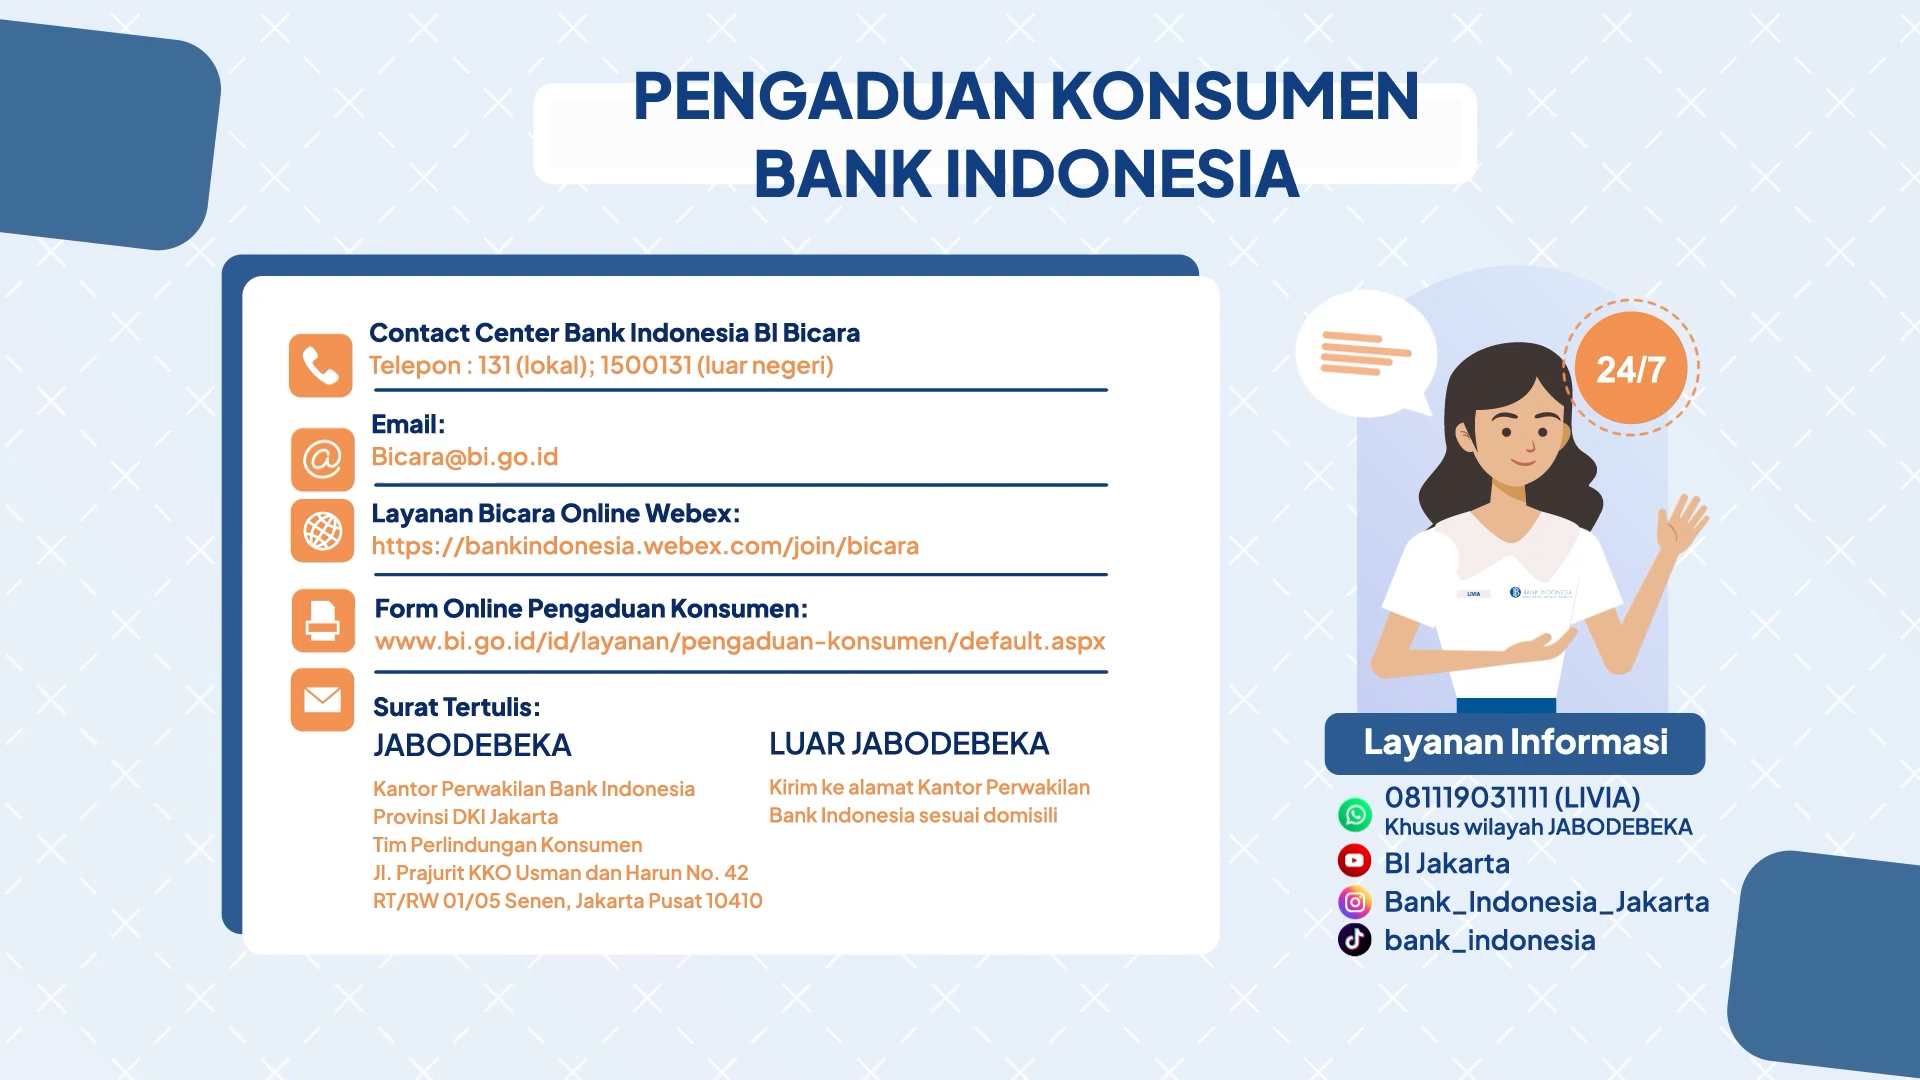 PENGADUAN KONSUMEN
BANK INDONESIA
Contact Center Bank Indonesia BI Bicara
Telepon : 131 (lokal); 1500131 (luar negeri)
Email:
Bicara@bi.go.id
Layanan Bicara Online Webex:
https://bankindonesia.webex.com/join/bicara
Form Online Pengaduan Konsumen:
www.bi.go.id/id/layanan/pengaduan-konsumen/default.aspx
Surat Tertulis:
JABODEBEKA
Kantor Perwakilan Bank Indonesia
Provinsi DKI Jakarta
Tim Perlindungan Konsumen
Jl. Prajurit KKO Usman dan Harun No. 42
RT/RW 01/05 Senen, Jakarta Pusat 10410
LUAR JABODEBEKA
Kirim ke alamat Kantor Perwakilan
Bank Indonesia sesuai domisili
24/7
LIVIA
BANK INDONESIA
Layanan Informasi
081119031111 (LIVIA)
Khusus wilayah JABODEBEKA
BI Jakarta
Bank_Indonesia_Jakarta
bank_indonesia